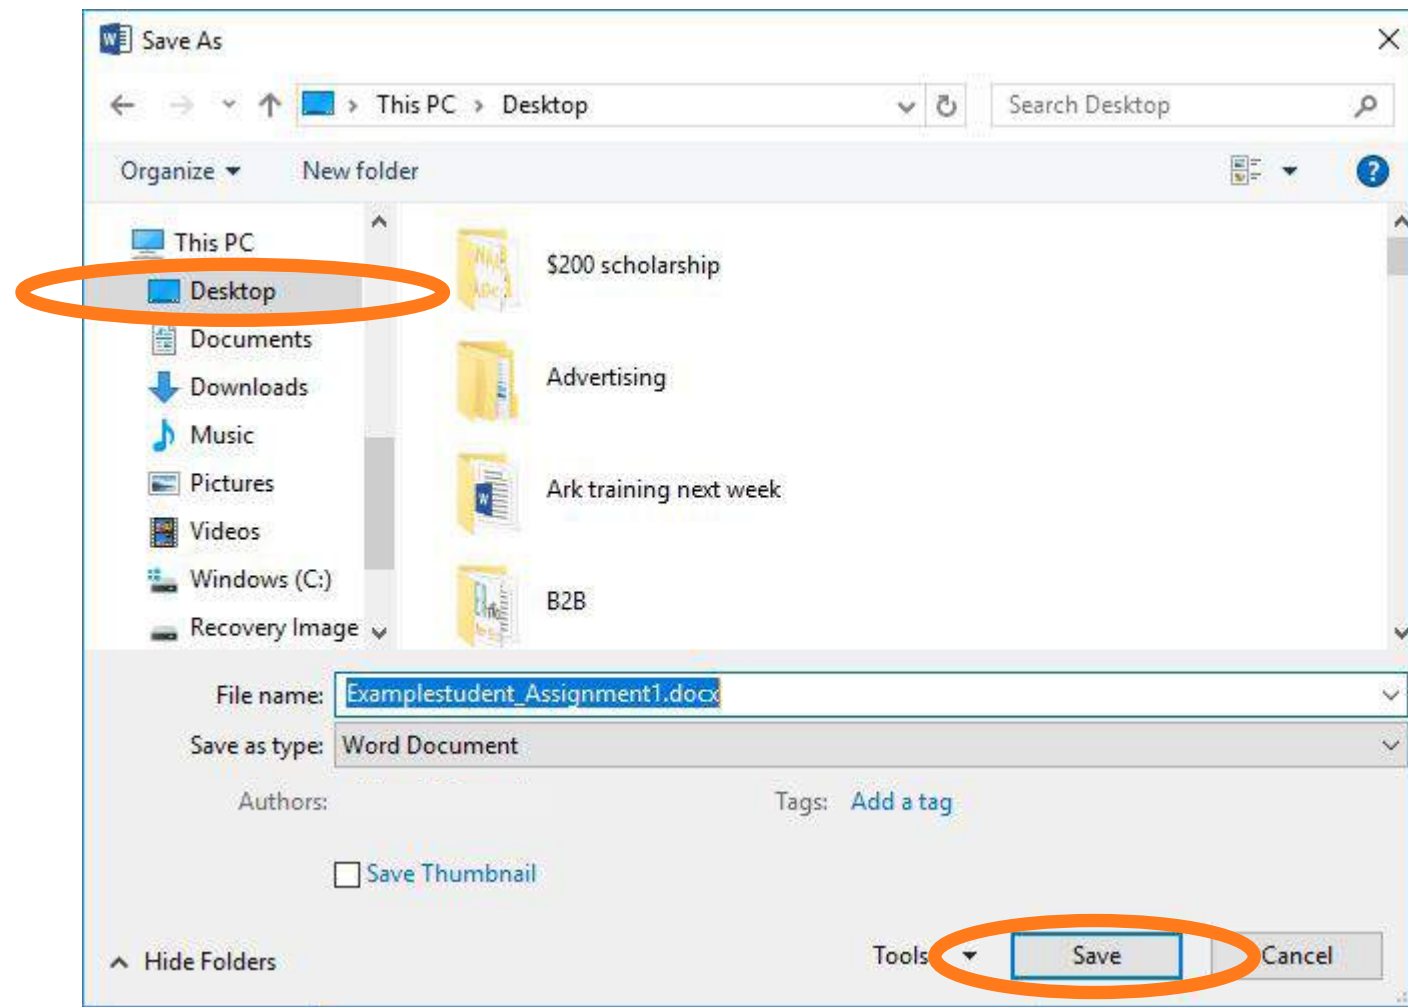 Save As
This PC > Desktop
Search Desktop
Organize
New folder
This PC
Desktop
Documents
Downloads
Music
Pictures
Videos
Windows (C:)
Recovery Image
$200 scholarship
Advertising
Ark training next week
B2B
File name: Examplestudent_Assignment1.docx
Save as type: Word Document
Authors:
Tags: Add a tag
Save Thumbnail
Hide Folders
Tools
Save
Cancel